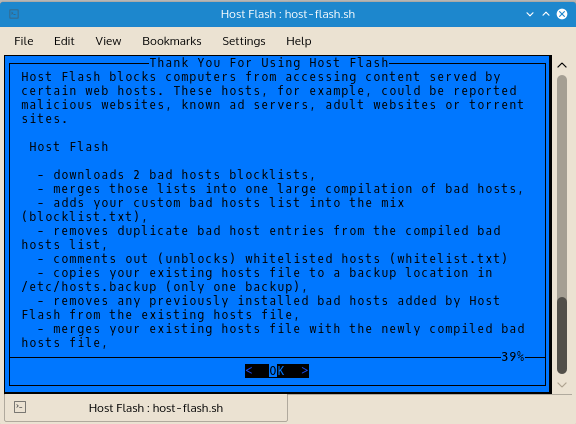 Host Flash : host-flash.sh
File Edit View Bookmarks Settings Help
Thank You For Using Host Flash
Host Flash blocks computers from accessing content served by
certain web hosts. These hosts, for example, could be reported
malicious websites, known ad servers, adult websites or torrent
sites.
Host Flash
- downloads 2 bad hosts blocklists,
- merges those lists into one large compilation of bad hosts,
- adds your custom bad hosts list into the mix
(blocklist.txt),
- removes duplicate bad host entries from the compiled bad
hosts list,
- comments out (unblocks) whitelisted hosts (whitelist.txt)
- copies your existing hosts file to a backup location in
/etc/hosts.backup (only one backup),
- removes any previously installed bad hosts added by Host
Flash from the existing hosts file,
- merges your existing hosts file with the newly compiled bad
hosts file,
39%
< OK >
Host Flash : host-flash.sh